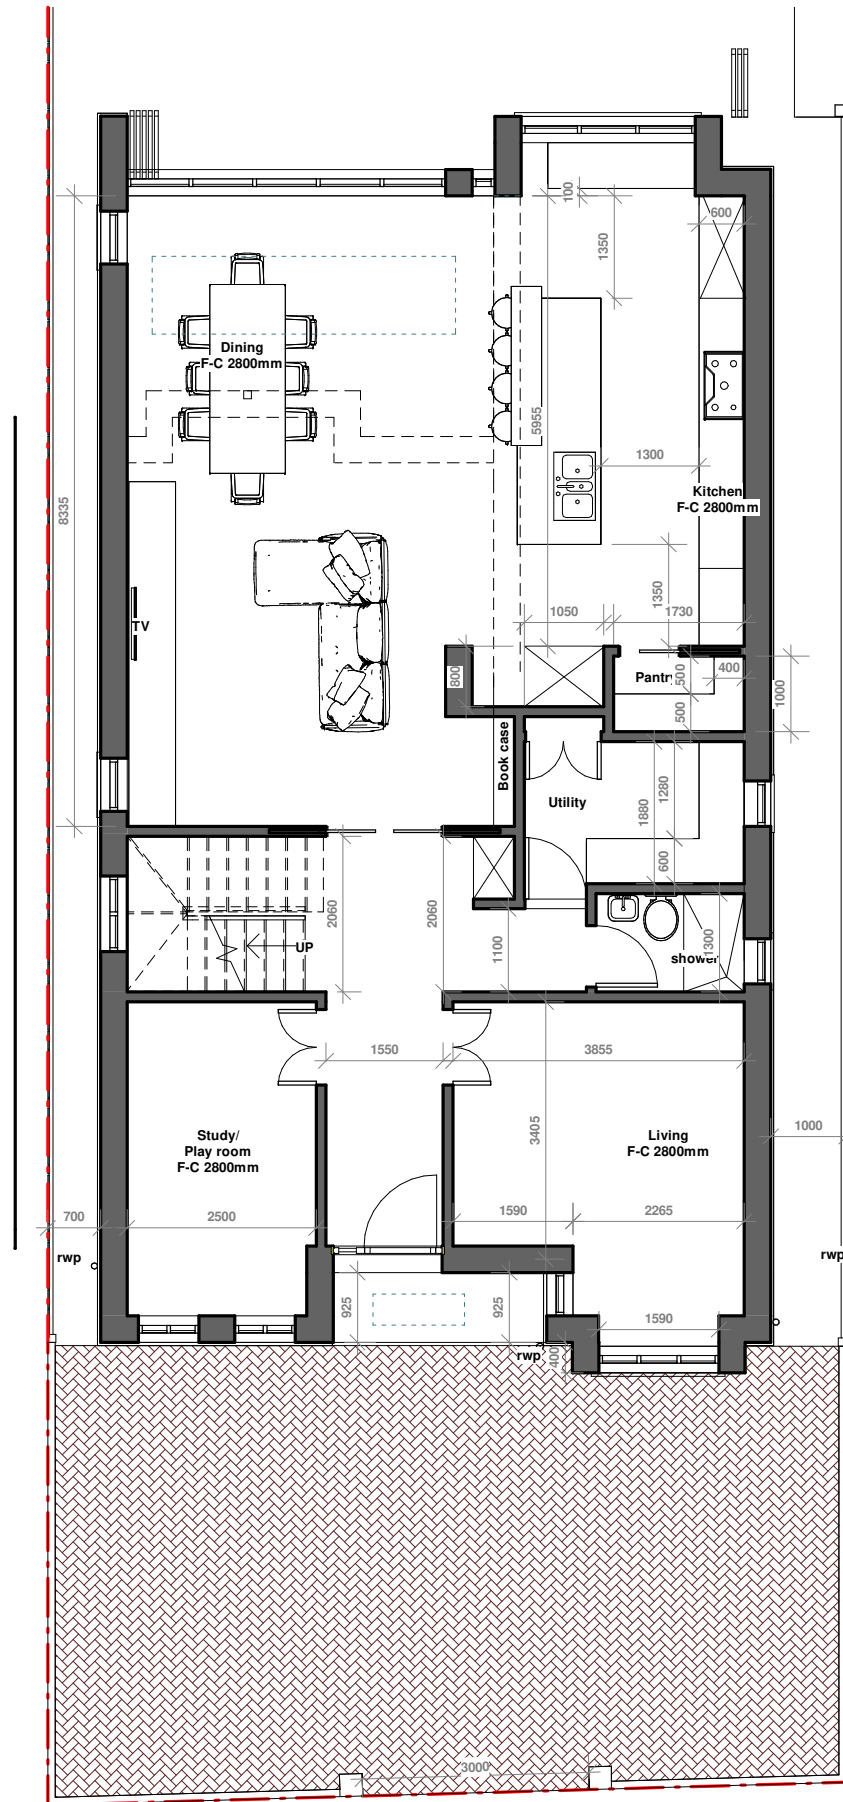 600
100
1350
Dining
F-C 2800mm
5955
1300
Kitchen
F-C 2800mm
8335
1350
1050
1730
TV
800
500
400
Pantry
1000
500
Book case
Utility
1280
1880
600
2060
2060
UP
1100
shower
1300
1550
3855
3405
Study/
Play room
F-C 2800mm
Living
F-C 2800mm
1000
700
2500
1590
2265
rwp
rwp
925
925
1590
rwp
400
3000